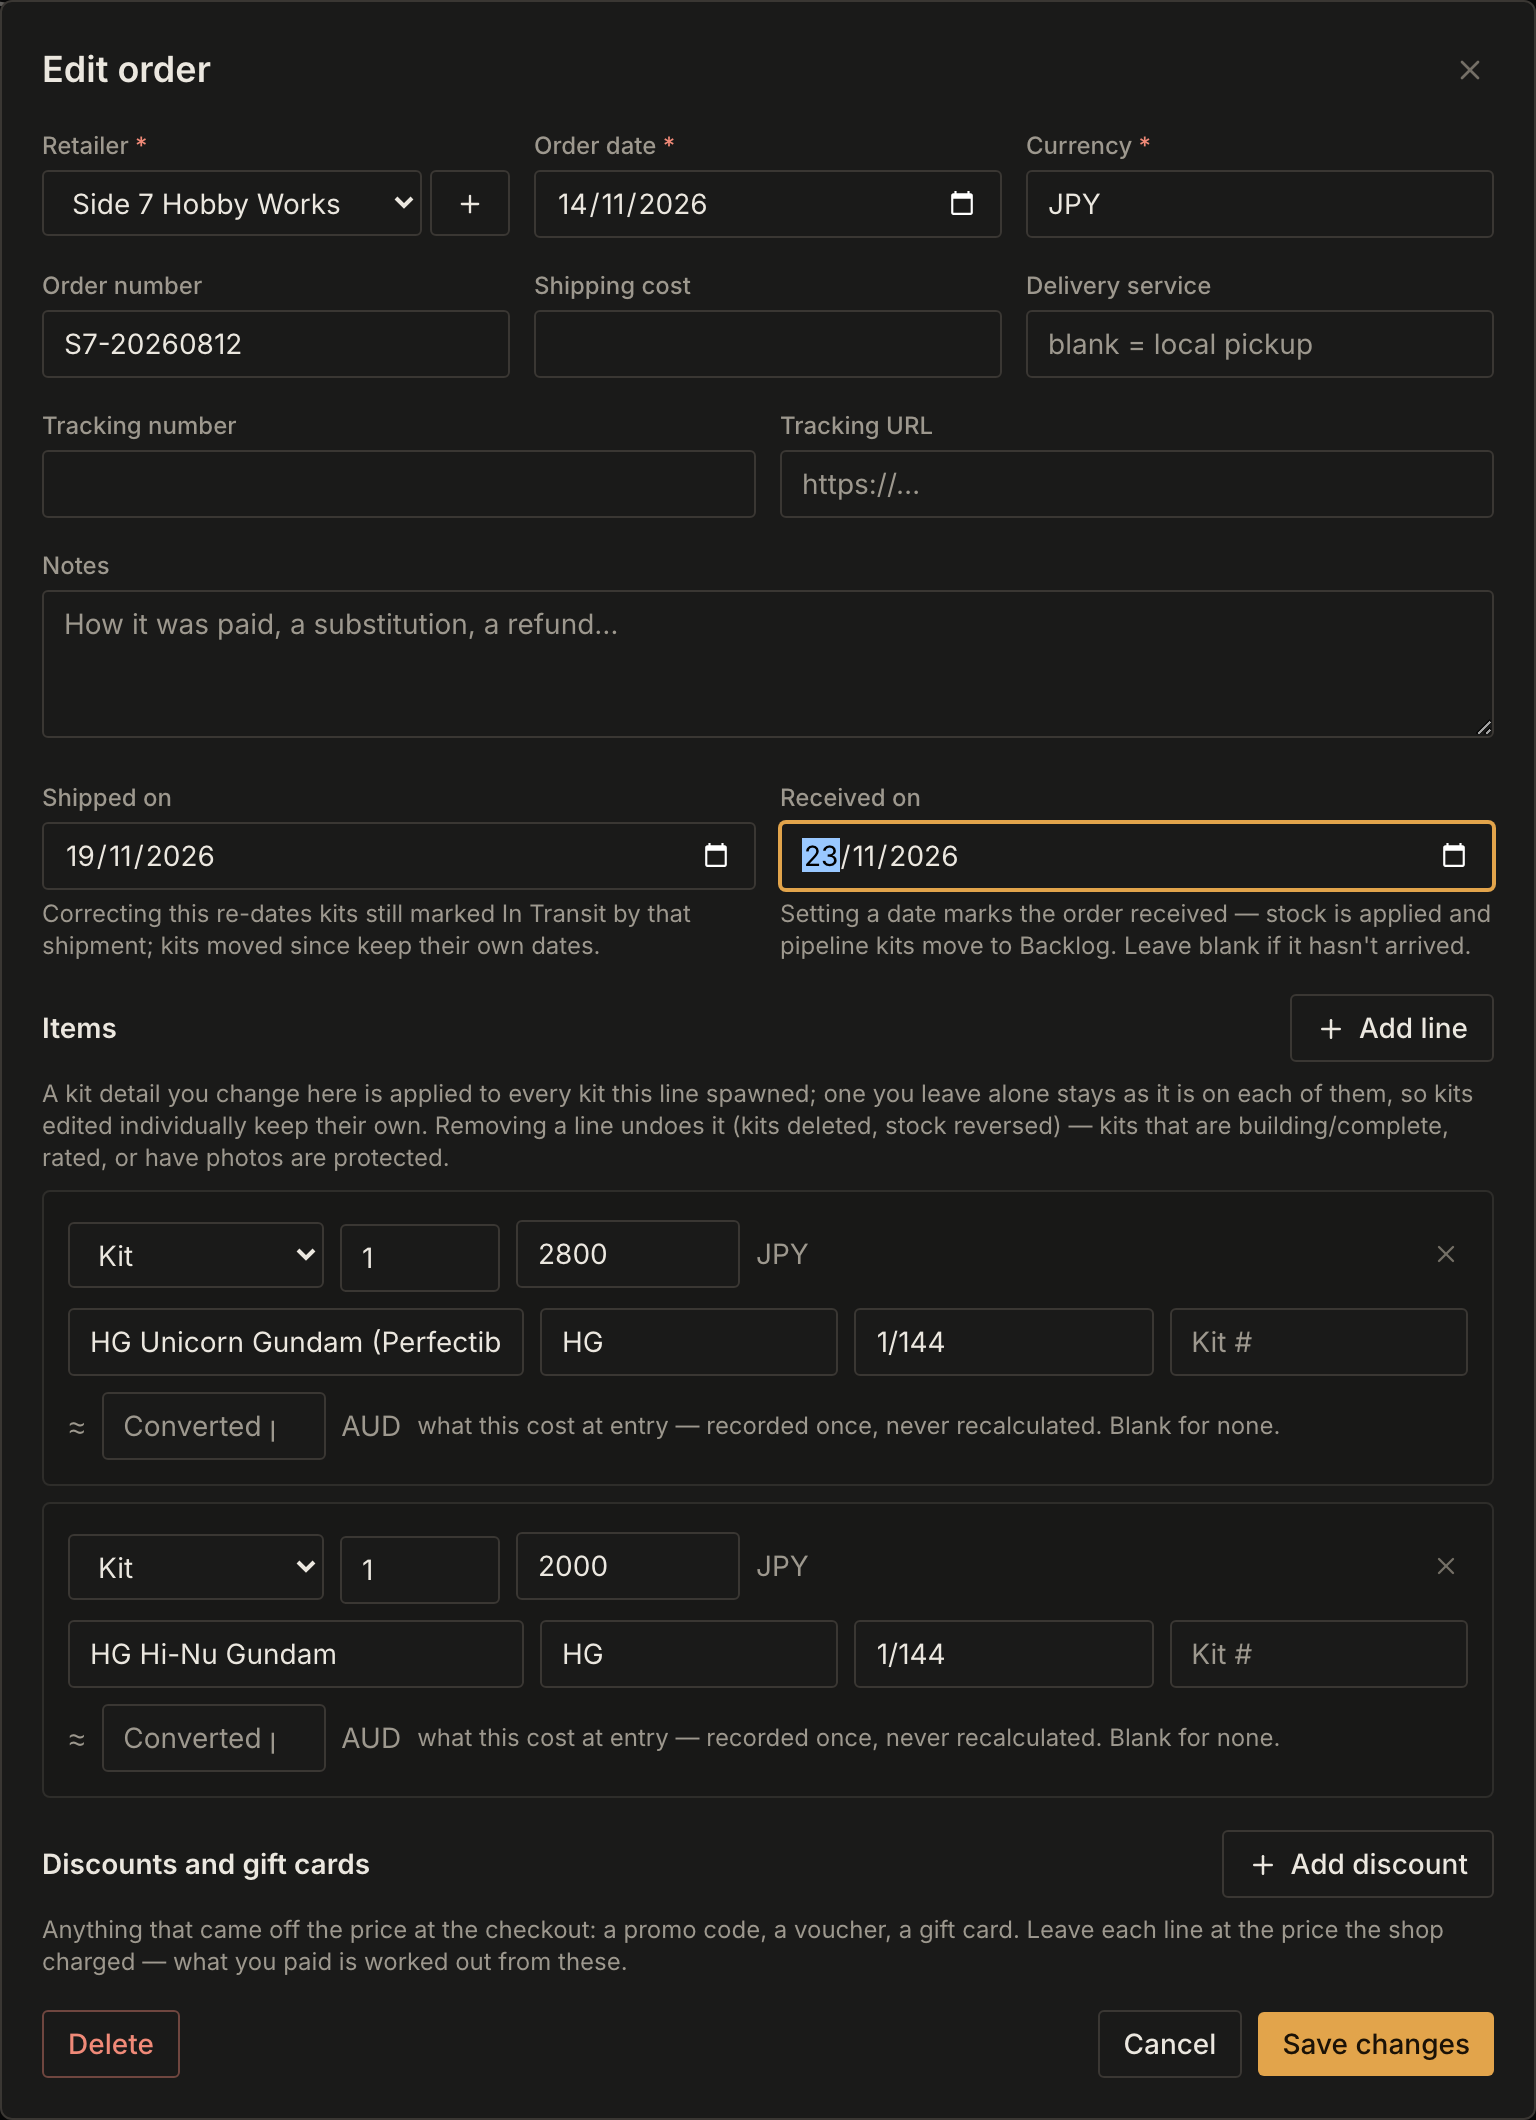 Edit order
Retailer *
Order date *
Currency *
Side 7 Hobby Works
+
14/11/2026
JPY
Order number
Shipping cost
Delivery service
S7-20260812
blank = local pickup
Tracking number
Tracking URL
https://...
Notes
How it was paid, a substitution, a refund...
Shipped on
Received on
19/11/2026
23/11/2026
Correcting this re-dates kits still marked In Transit by that
shipment; kits moved since keep their own dates.
Setting a date marks the order received — stock is applied and
pipeline kits move to Backlog. Leave blank if it hasn't arrived.
Items
+ Add line
A kit detail you change here is applied to every kit this line spawned; one you leave alone stays as it is on each of them, so kits
edited individually keep their own. Removing a line undoes it (kits deleted, stock reversed) — kits that are building/complete,
rated, or have photos are protected.
Kit
1
2800
JPY
HG Unicorn Gundam (Perfectib
HG
1/144
Kit #
≈
Converted
AUD
what this cost at entry — recorded once, never recalculated. Blank for none.
Kit
1
2000
JPY
HG Hi-Nu Gundam
HG
1/144
Kit #
≈
Converted
AUD
what this cost at entry — recorded once, never recalculated. Blank for none.
Discounts and gift cards
+ Add discount
Anything that came off the price at the checkout: a promo code, a voucher, a gift card. Leave each line at the price the shop
charged — what you paid is worked out from these.
Delete
Cancel
Save changes